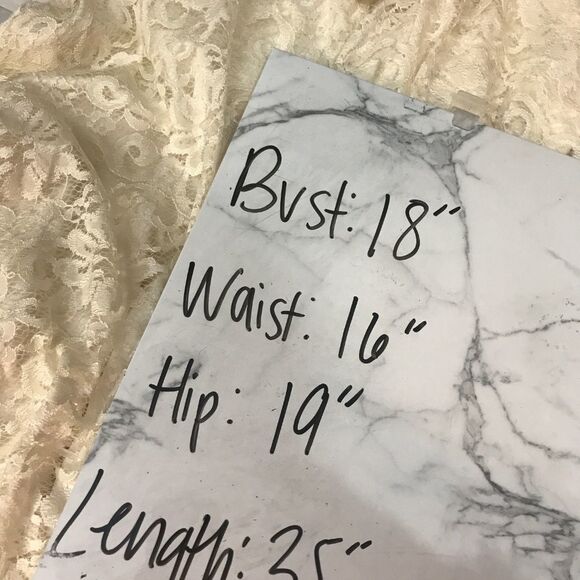 Bust: 18"
Waist: 16"
Hip: 19"
Length: 35"